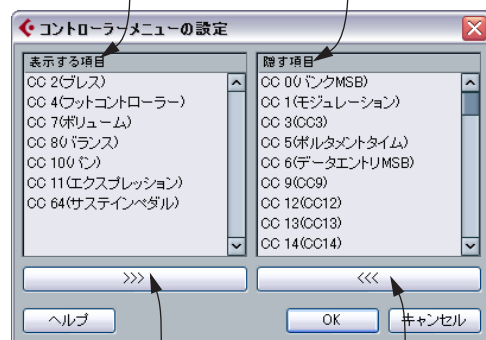 コントローラーメニューの設定
表示する項目
CC 2(ブレス)
CC 4(フットコントローラー)
CC 7(ボリューム)
CC 8(バランス)
CC 10(パン)
CC 11(エクスプレッション)
CC 64(サステインペダル)
>>>
隠す項目
CC 0(バンクMSB)
CC 1(モジュレーション)
CC 3(CC3)
CC 5(ポルタメントタイム)
CC 6(データエントリMSB)
CC 9(CC9)
CC 12(CC12)
CC 13(CC13)
CC 14(CC14)
<<<
ヘルプ
OK
キャンセル